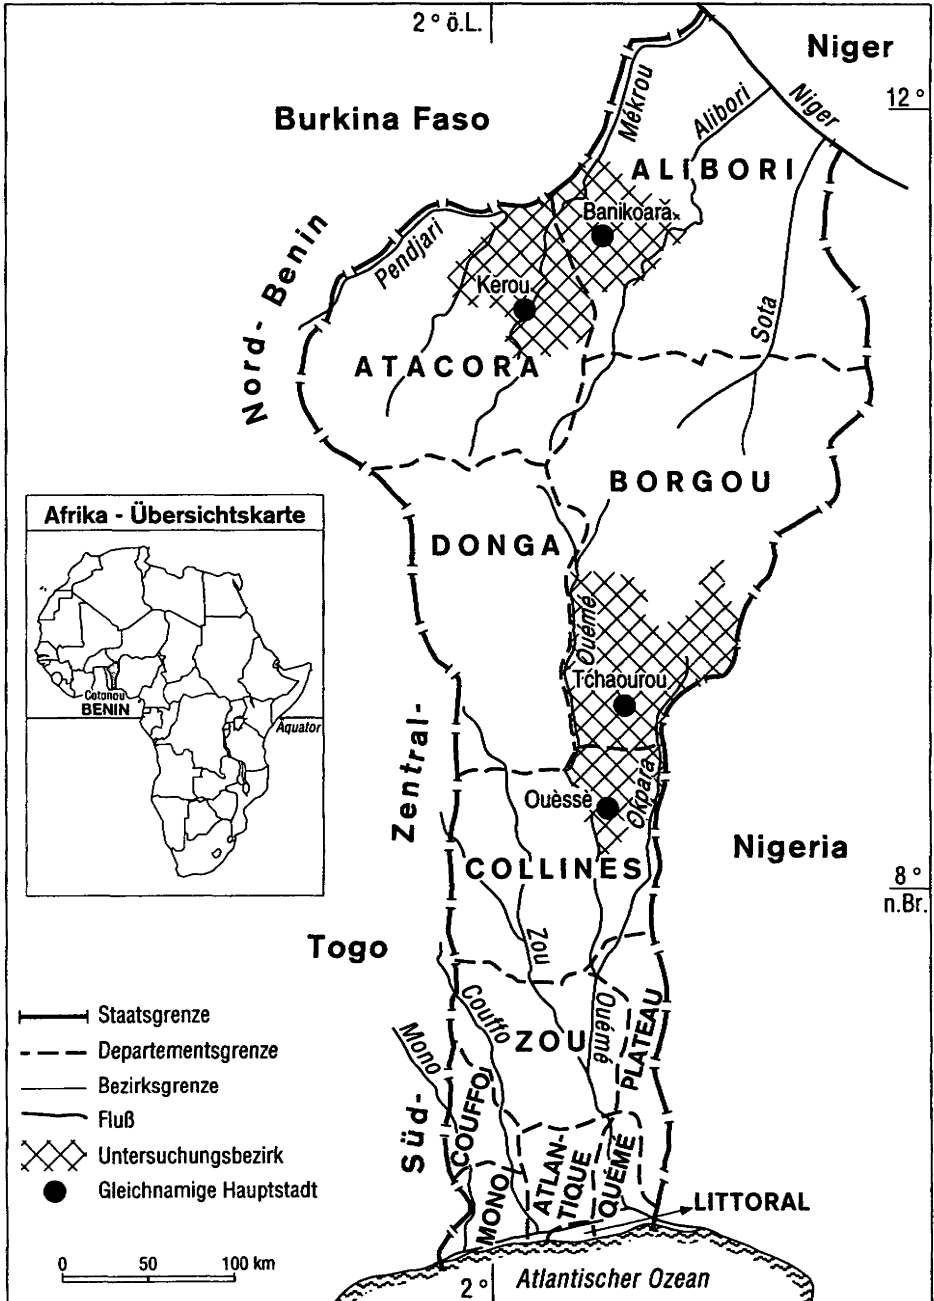 2° ö.L.
Niger
12°
Burkina Faso
Mékrou
Alibori
Niger
ALIBORI
Banikoara
Nord-Benin
Pendjari
Kérou
Sota
ATACORA
BORGOU
Afrika - Übersichtskarte
DONGA
Ouémé
Cotonou
BENIN
Äquator
Tchaourou
Zentral-
Ouèssè
Okpara
Nigeria
COLLINES
8°
n.Br.
Togo
Zou
Staatsgrenze
Departementsgrenze
Bezirksgrenze
Fluß
Untersuchungsbezirk
Gleichnamige Hauptstadt
Couffo
Mono
ZOU
Ouémé
PLATEAU
Süd-
COUFFO
MONO
ATLAN-
TIQUE
QUÉMÉ
LITTORAL
0 50 100 km
2°
Atlantischer Ozean